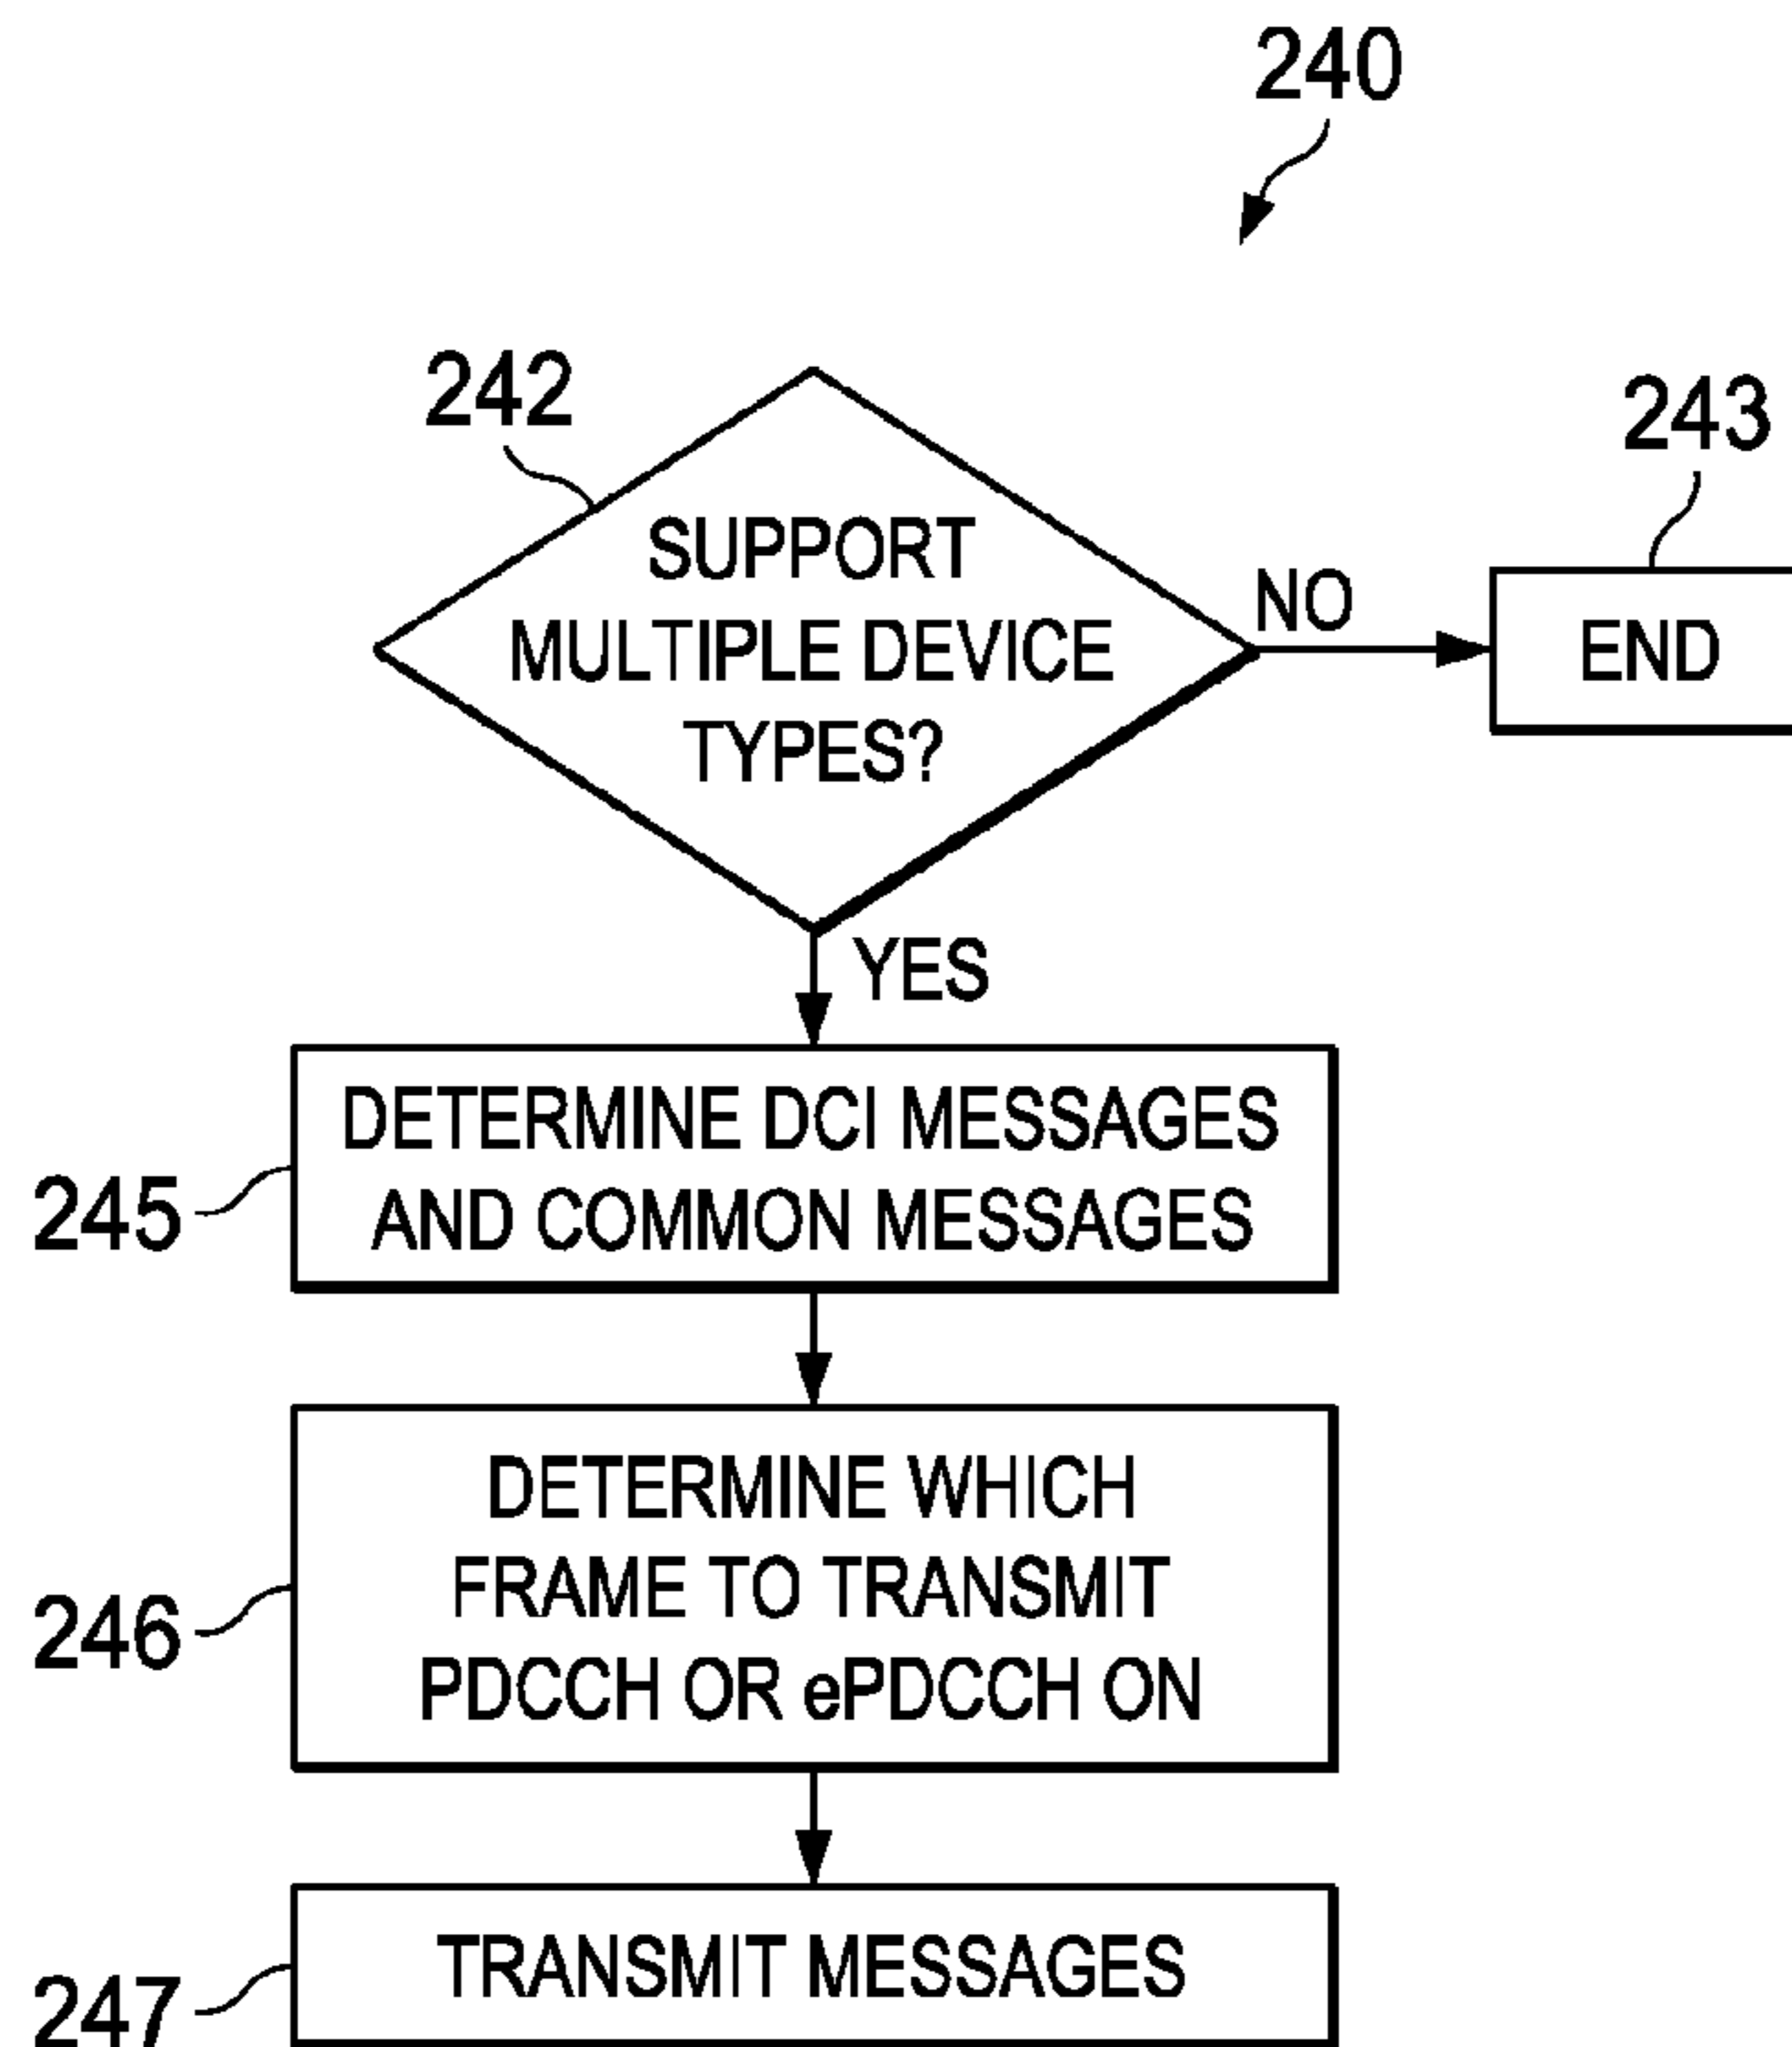 240
242
SUPPORT
MULTIPLE DEVICE
TYPES?
NO
243
END
YES
245
DETERMINE DCI MESSAGES
AND COMMON MESSAGES
246
DETERMINE WHICH
FRAME TO TRANSMIT
PDCCH OR ePDCCH ON
247
TRANSMIT MESSAGES